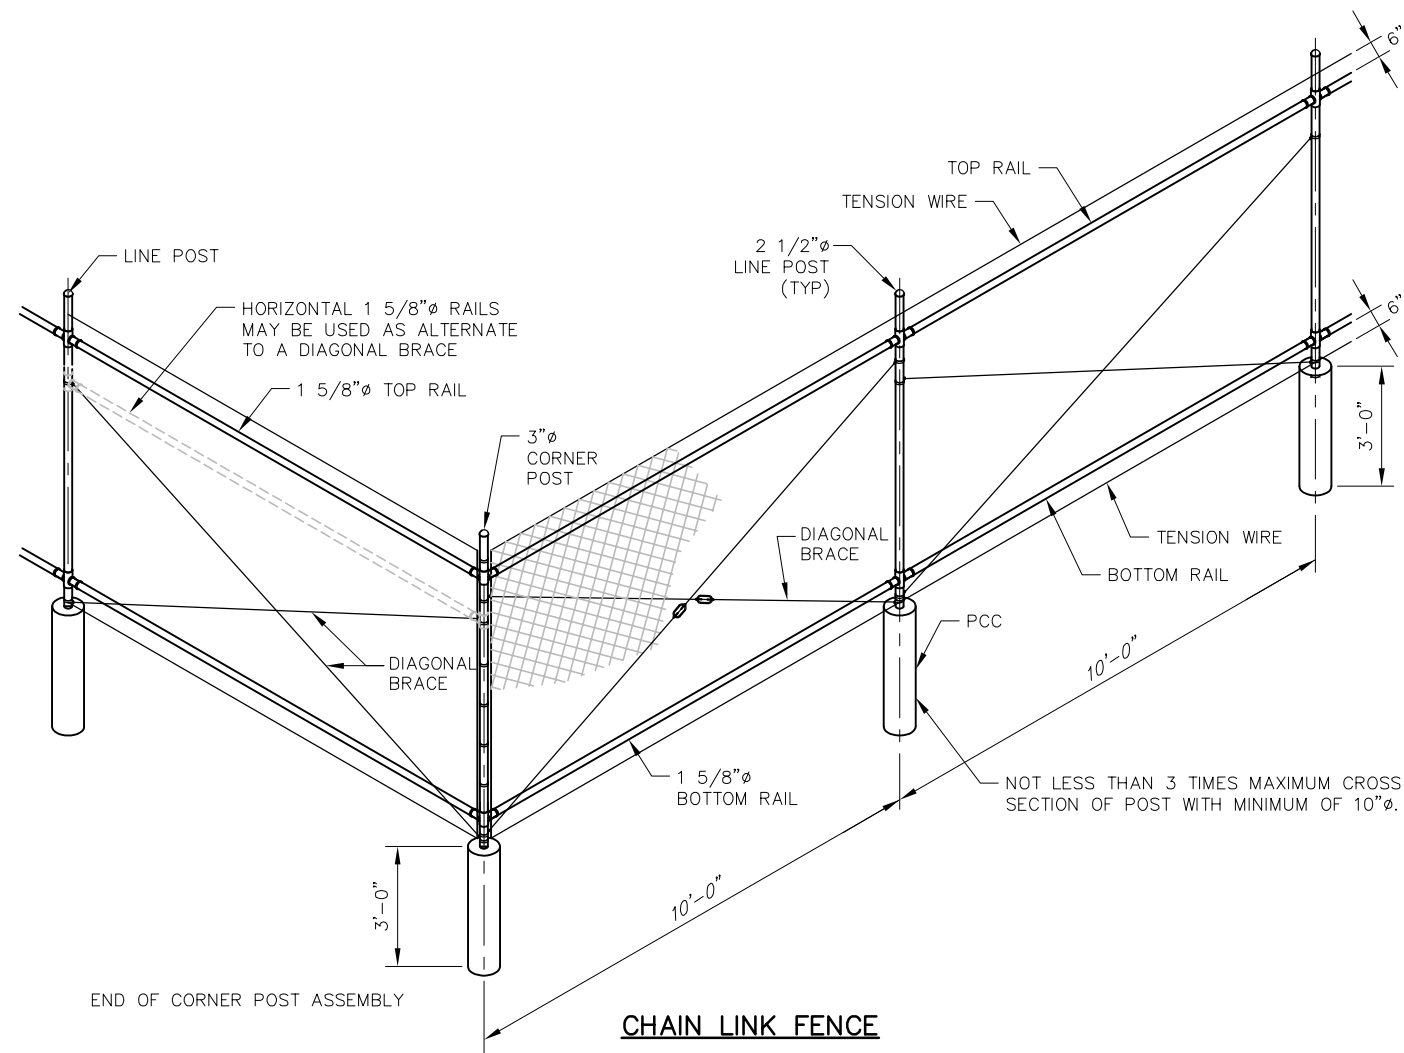 6"
TOP RAIL
TENSION WIRE
2 1/2"ø
LINE POST
(TYP)
LINE POST
HORIZONTAL 1 5/8"ø RAILS
MAY BE USED AS ALTERNATE
TO A DIAGONAL BRACE
6"
1 5/8"ø TOP RAIL
3"ø
CORNER
POST
3'-0"
DIAGONAL
BRACE
TENSION WIRE
BOTTOM RAIL
PCC
DIAGONAL
BRACE
10'-0"
1 5/8"ø
BOTTOM RAIL
NOT LESS THAN 3 TIMES MAXIMUM CROSS
SECTION OF POST WITH MINIMUM OF 10"ø.
3'-0"
10'-0"
END OF CORNER POST ASSEMBLY
CHAIN LINK FENCE